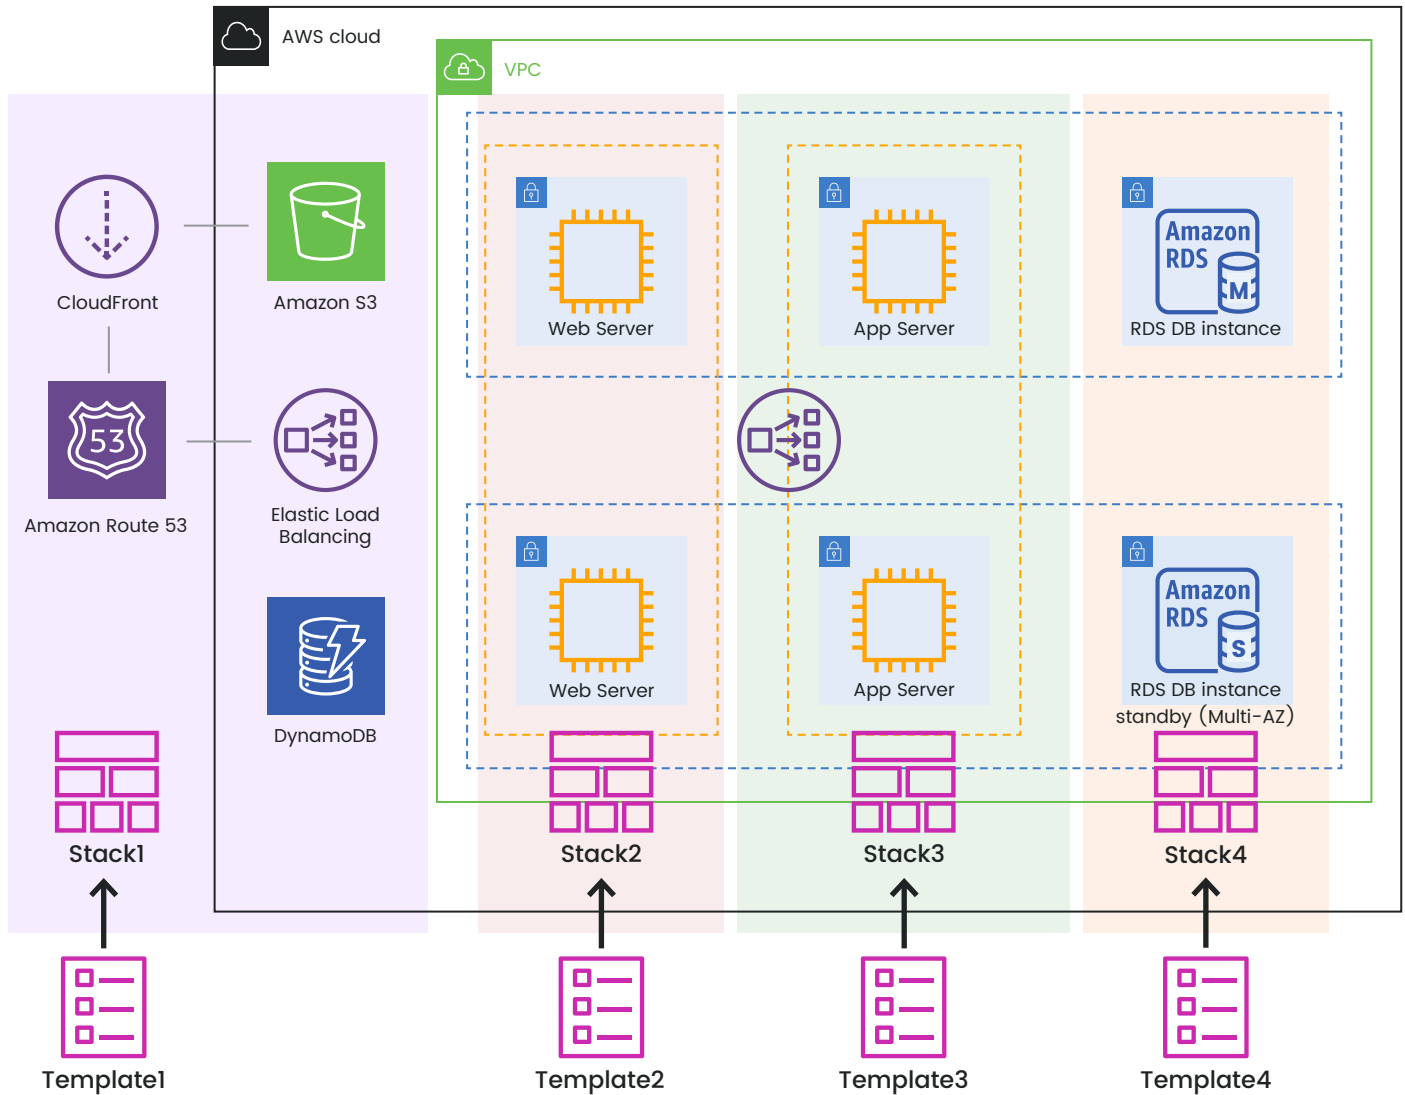 AWS cloud
VPC
CloudFront
Amazon S3
Web Server
App Server
Amazon
RDS
M
RDS DB instance
53
Amazon Route 53
Elastic Load
Balancing
DynamoDB
Web Server
App Server
Amazon
RDS
S
RDS DB instance
standby (Multi-AZ)
Stack1
Stack2
Stack3
Stack4
Template1
Template2
Template3
Template4